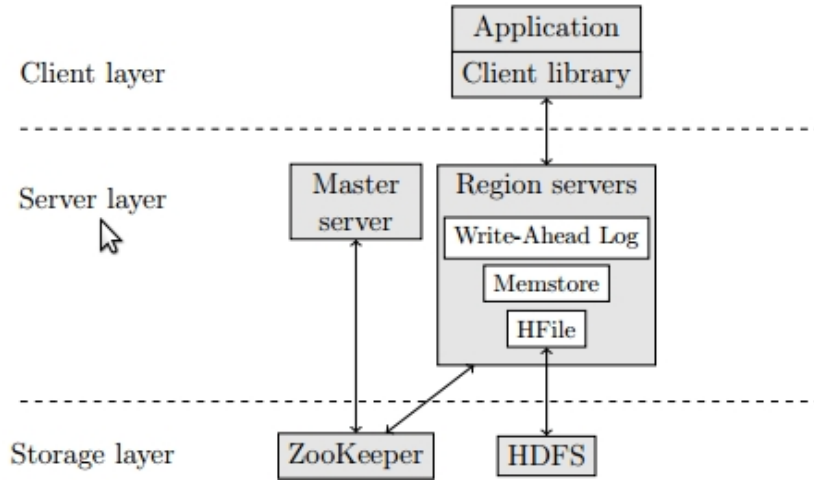 Application
Client layer
Client library
Server layer
Master
server
Region servers
Write-Ahead Log
Memstore
HFile
Storage layer
ZooKeeper
HDFS